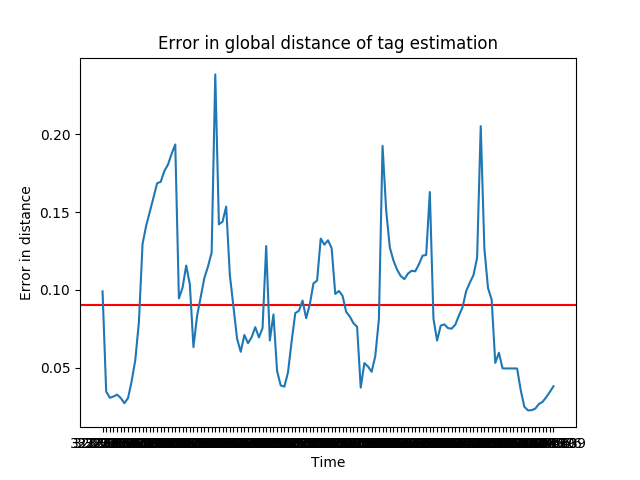 Error in global distance of tag estimation
0.20
0.15
0.10
0.05
Error in distance
Time